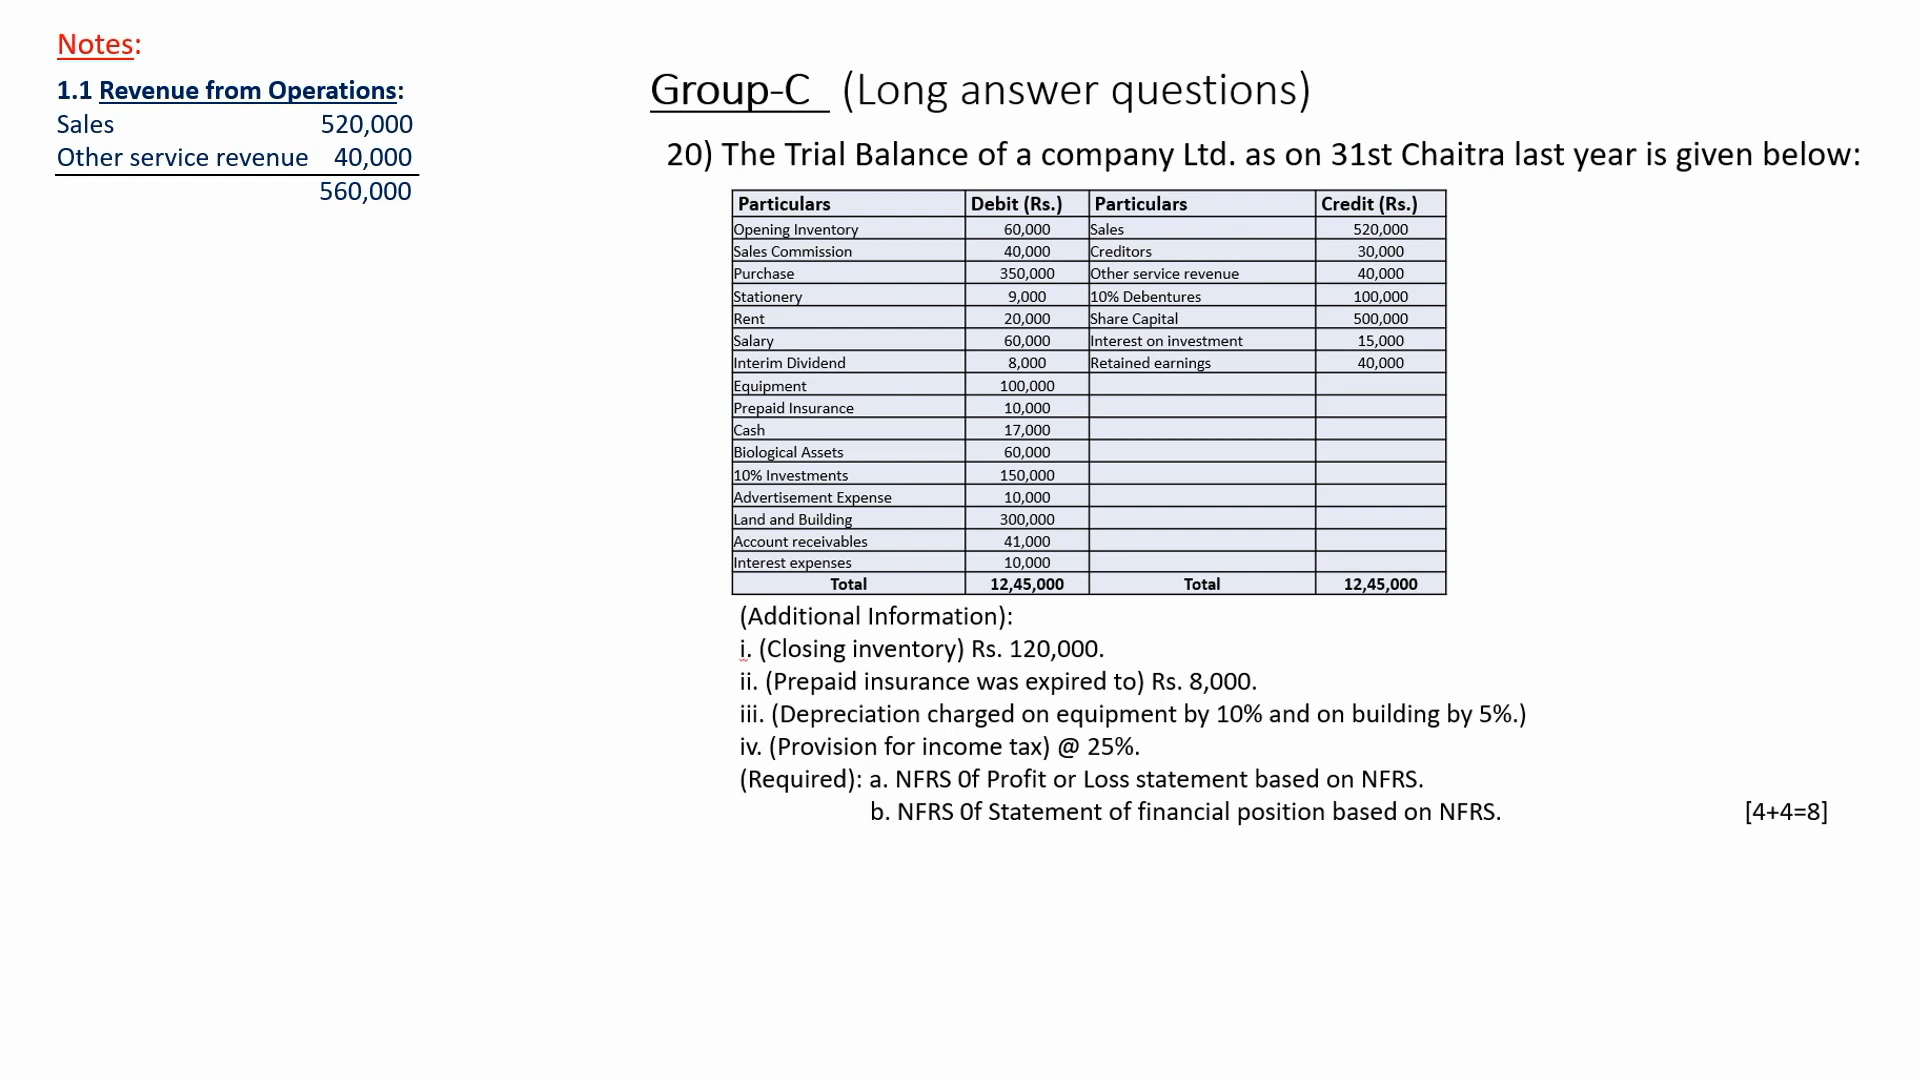 Notes:
1.1 Revenue from Operations:
Sales 520,000
Other service revenue 40,000
560,000
Group-C (Long answer questions)
20) The Trial Balance of a company Ltd. as on 31st Chaitra last year is given below:
Particulars Debit (Rs.) Particulars Credit (Rs.)
Opening Inventory 60,000 Sales 520,000
Sales Commission 40,000 Creditors 30,000
Purchase 350,000 Other service revenue 40,000
Stationery 9,000 10% Debentures 100,000
Rent 20,000 Share Capital 500,000
Salary 60,000 Interest on investment 15,000
Interim Dividend 8,000 Retained earnings 40,000
Equipment 100,000
Prepaid Insurance 10,000
Cash 17,000
Biological Assets 60,000
10% Investments 150,000
Advertisement Expense 10,000
Land and Building 300,000
Account receivables 41,000
Interest expenses 10,000
Total 12,45,000 Total 12,45,000
(Additional Information):
i. (Closing inventory) Rs. 120,000.
ii. (Prepaid insurance was expired to) Rs. 8,000.
iii. (Depreciation charged on equipment by 10% and on building by 5%.)
iv. (Provision for income tax) @ 25%.
(Required): a. NFRS 0f Profit or Loss statement based on NFRS.
b. NFRS 0f Statement of financial position based on NFRS. [4+4=8]